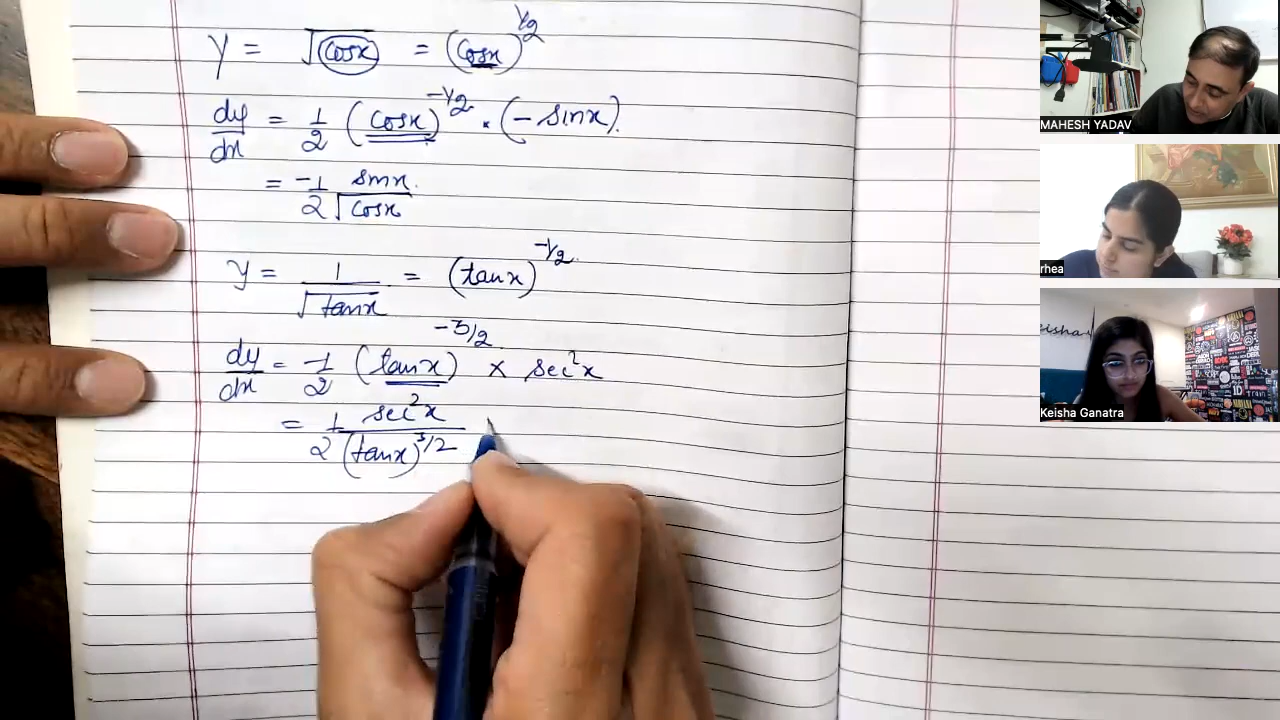 y = √cosx = (cosx)^1/2
dy/dx = 1/2 (cosx)^-1/2 . (-sinx).
= -1/2 sinx/√cosx
y = 1/√tanx = (tanx)^-1/2
dy/dx = -1/2 (tanx)^-3/2 × sec²x
= 1/2 sec²x/(tanx)^3/2
MAHESH YADAV
rhea
Keisha Ganatra